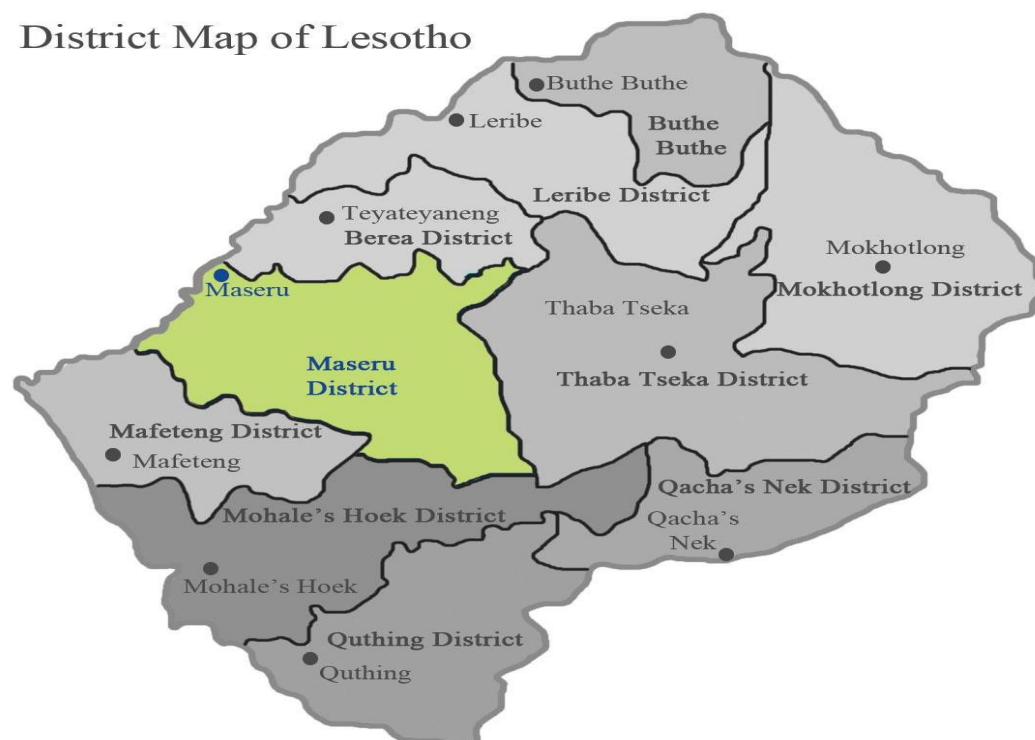 District Map of Lesotho
Buthe Buthe
Leribe
Buthe
Buthe
Leribe District
Teyateyaneng
Berea District
Mokhotlong
Mokhotlong District
Maseru
Thaba Tseka
Maseru
District
Thaba Tseka District
Mafeteng District
Mafeteng
Qacha's Nek District
Mohale's Hoek District
Qacha's
Nek
Mohale's Hoek
Quthing District
Quthing